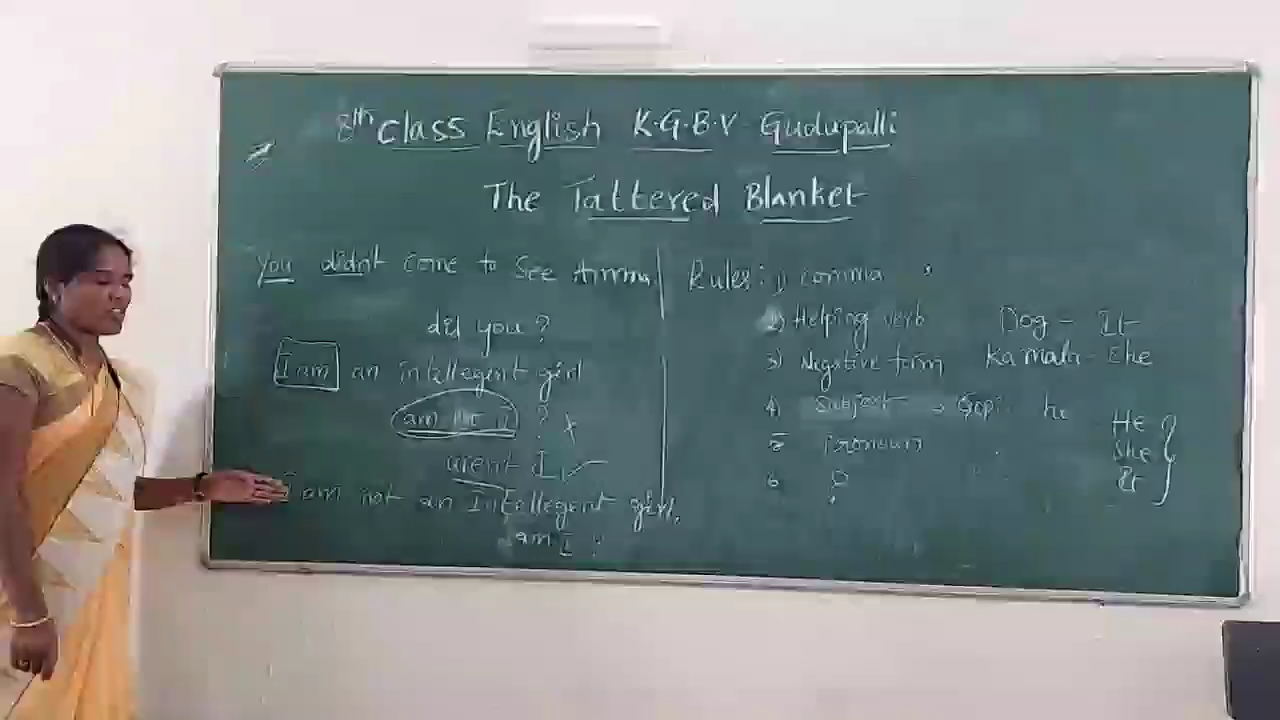 8th Class English K.G.B.V. Gudupalli
The Tattered Blanket
You didn't come to See Amma,
did you?
I am an intellegent girl
am not I ? x
arent I ✓
I am not an Intellegent girl,
am I ?
Rules: 1) comma ,
2) Helping verb
3) Negative form
4) Subject → Gopi he
5 Pronoun
6 ?
Dog - It
Kamala - She
He
She
It